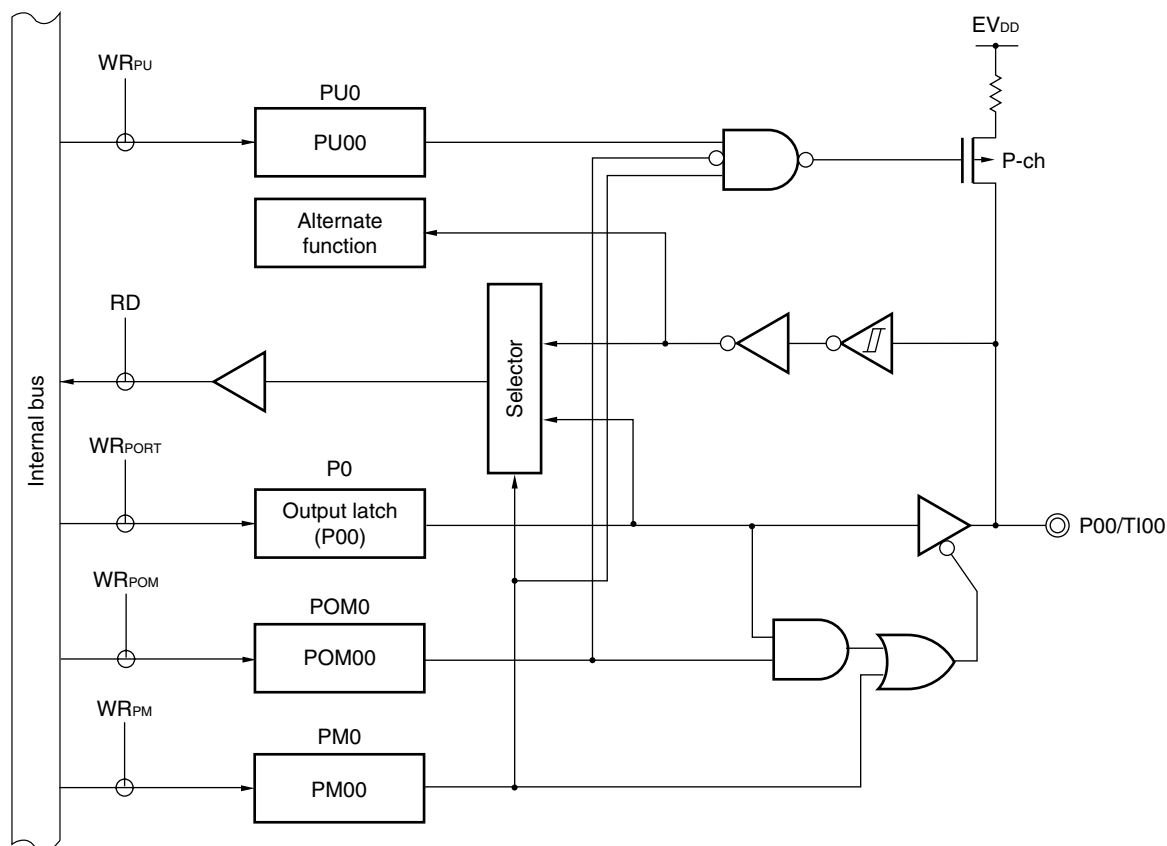 EVDD
WRPU
PU0
PU00
P-ch
Alternate
function
RD
Selector
Internal bus
WRPORT
P0
Output latch
(P00)
P00/TI00
WRPOM
POM0
POM00
WRPM
PM0
PM00